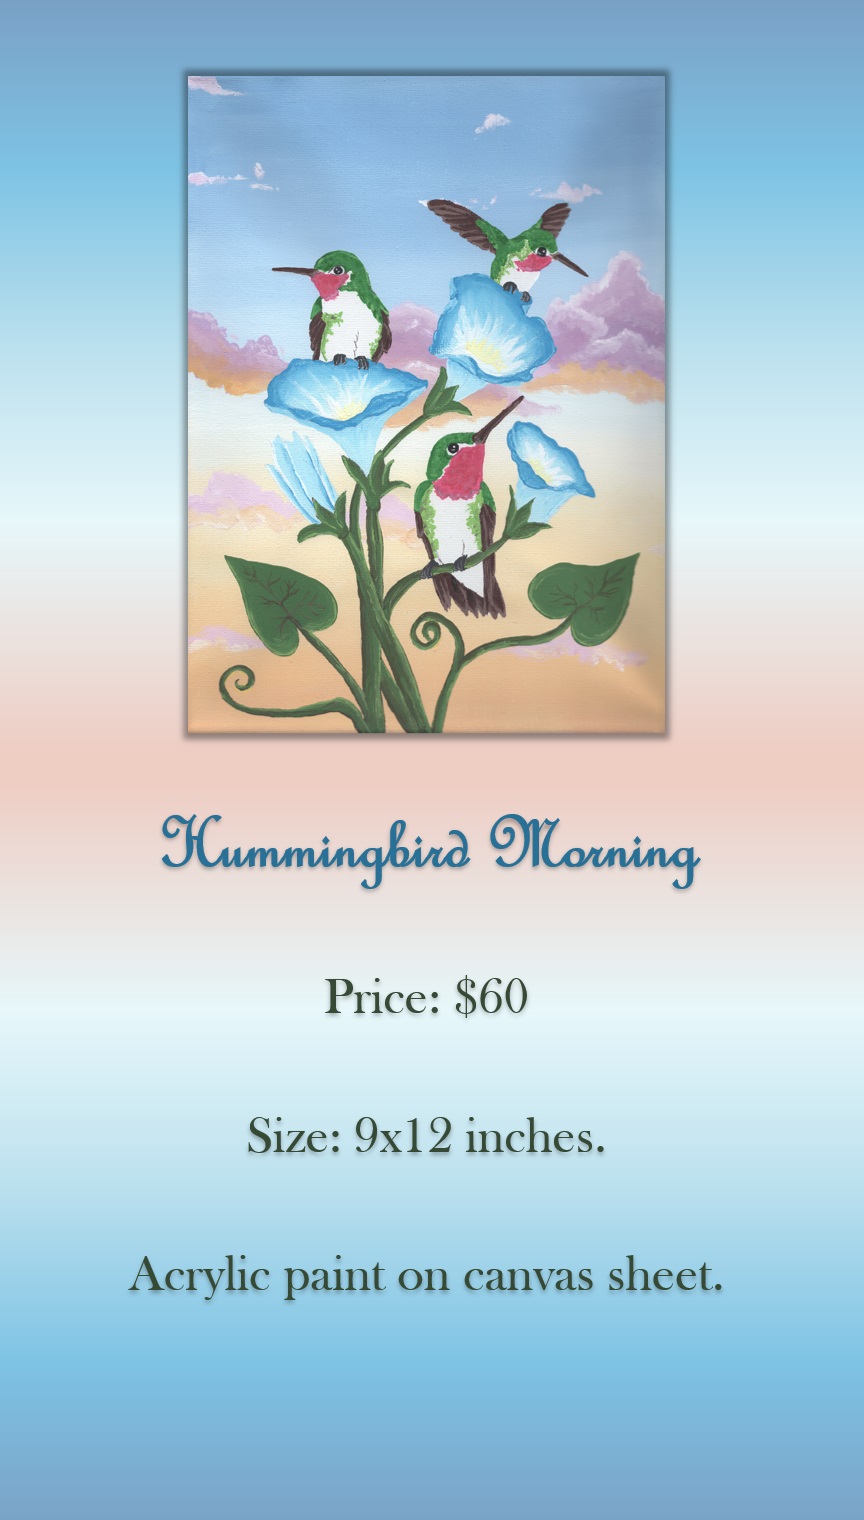 Hummingbird Morning
Price: $60
Size: 9x12 inches.
Acrylic paint on canvas sheet.